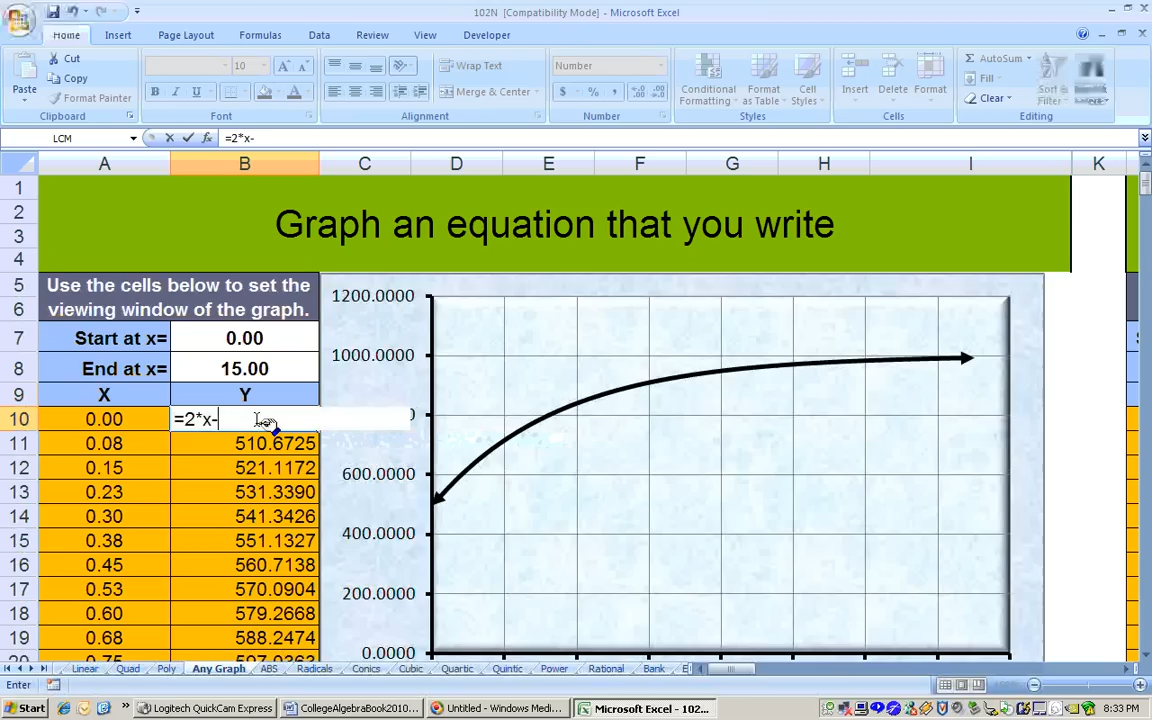 102N [Compatibility Mode] - Microsoft Excel
Home Insert Page Layout Formulas Data Review View Developer
Paste
Cut
Copy
Format Painter
Clipboard
10
A A
B I U
A
Font
Wrap Text
Merge & Center
Alignment
Number
$ % ,
Number
Conditional Formatting
Format as Table
Cell Styles
Styles
Insert Delete Format
Cells
AutoSum
Fill
Clear
Sort & Filter
Editing
LCM fx =2*x-
A B C D E F G H I K
1
2
3
4
Graph an equation that you write
5
6
Use the cells below to set the
viewing window of the graph.
7 Start at x= 0.00
8 End at x= 15.00
9 X Y
10 0.00 =2*x-
11 0.08 510.6725
12 0.15 521.1172
13 0.23 531.3390
14 0.30 541.3426
15 0.38 551.1327
16 0.45 560.7138
17 0.53 570.0904
18 0.60 579.2668
19 0.68 588.2474
20 0.75 597.0363
1200.0000
1000.0000
0
600.0000
400.0000
200.0000
0.0000
Linear Quad Poly Any Graph ABS Radicals Conics Cubic Quartic Quintic Power Rational Bank E
Enter
Start
Logitech QuickCam Express
CollegeAlgebraBook2010...
Untitled - Windows Medi...
Microsoft Excel - 102...
8:33 PM